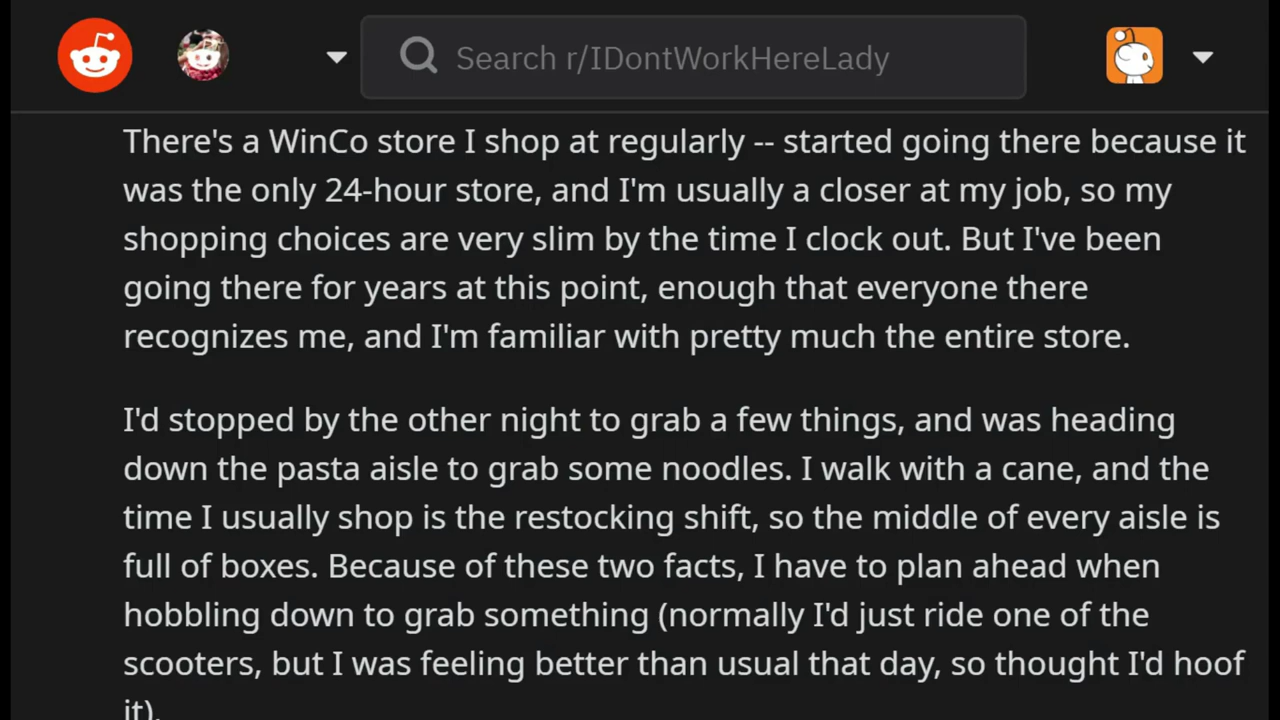 Search r/IDontWorkHereLady
There's a WinCo store I shop at regularly -- started going there because it
was the only 24-hour store, and I'm usually a closer at my job, so my
shopping choices are very slim by the time I clock out. But I've been
going there for years at this point, enough that everyone there
recognizes me, and I'm familiar with pretty much the entire store.
I'd stopped by the other night to grab a few things, and was heading
down the pasta aisle to grab some noodles. I walk with a cane, and the
time I usually shop is the restocking shift, so the middle of every aisle is
full of boxes. Because of these two facts, I have to plan ahead when
hobbling down to grab something (normally I'd just ride one of the
scooters, but I was feeling better than usual that day, so thought I'd hoof
it).